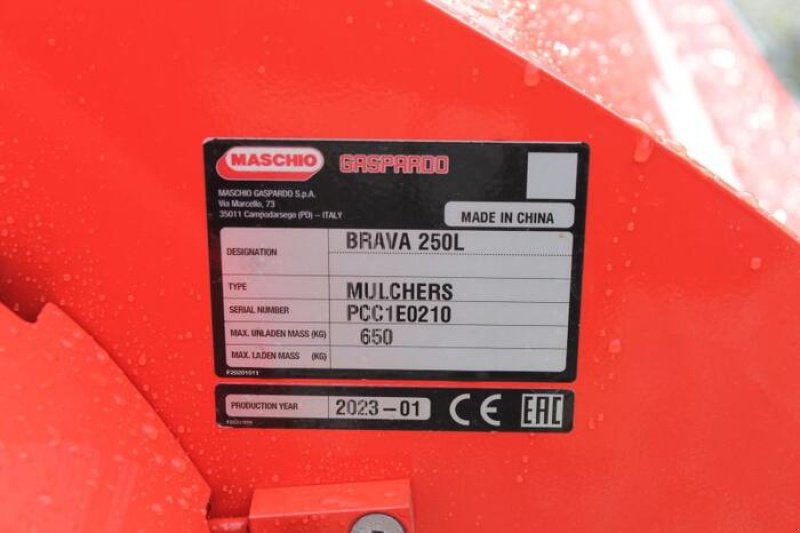 MASCHIO GASPARDO
MASCHIO GASPARDO S.p.A.
Via Marcello, 73
35011 Campodarsego (PD) – ITALY
MADE IN CHINA
DESIGNATION BRAVA 250L
TYPE MULCHERS
SERIAL NUMBER PCC1E0210
MAX. UNLADEN MASS (KG) 650
MAX. LADEN MASS (KG)
F20201011
PRODUCTION YEAR 2023-01 CE EAC